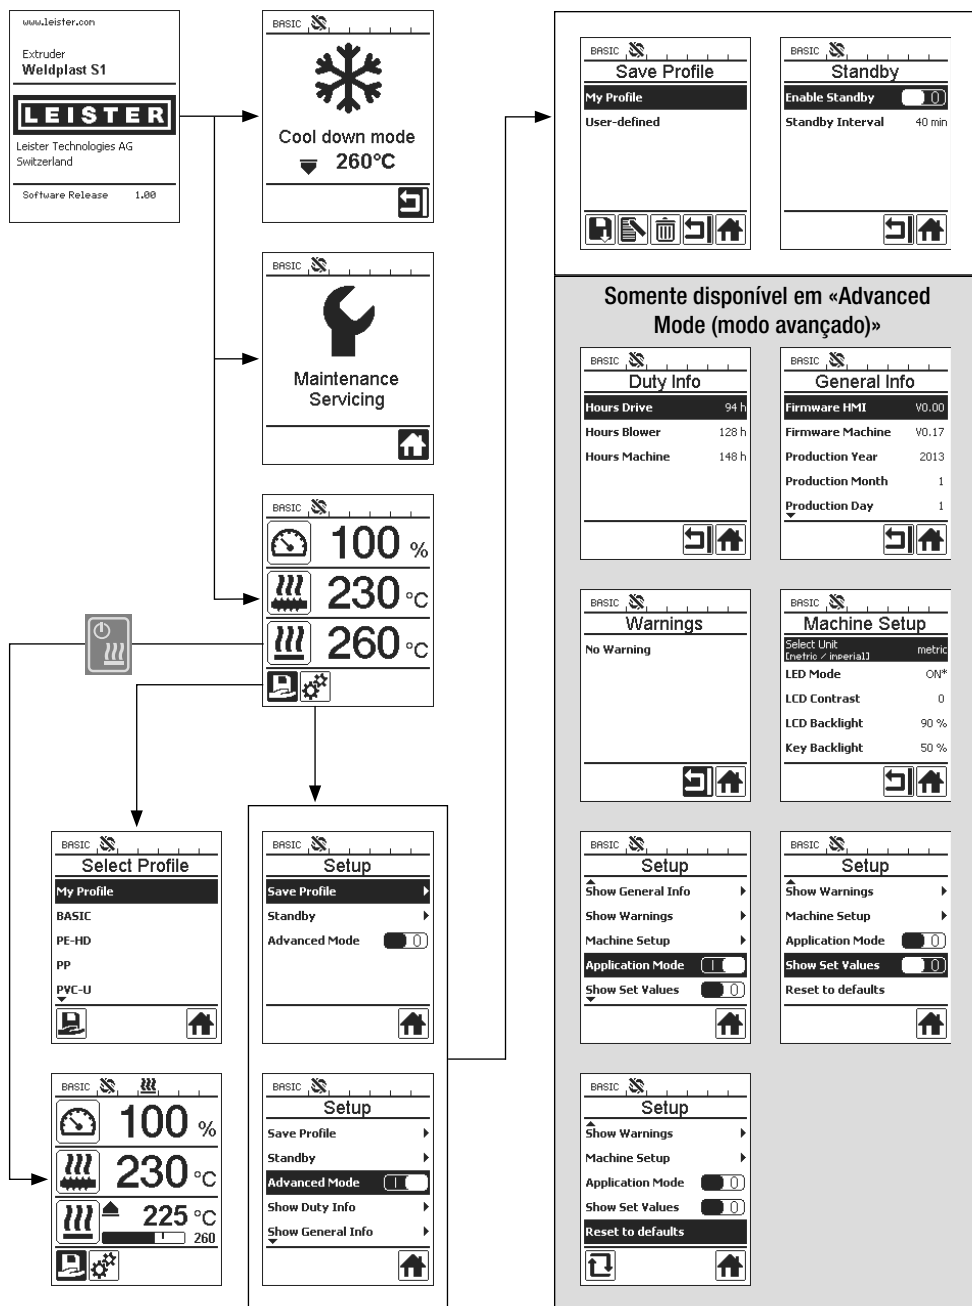 www.leister.com
Extruder
Weldplast S1
LEISTER
Leister Technologies AG
Switzerland
Software Release 1.00
BASIC
Cool down mode
260°C
BASIC
Maintenance
Servicing
BASIC
100 %
230 °C
260 °C
BASIC
Select Profile
My Profile
BASIC
PE-HD
PP
PVC-U
BASIC
100 %
230 °C
225 °C
260
BASIC
Setup
Save Profile
Standby
Advanced Mode 0
BASIC
Setup
Save Profile
Standby
Advanced Mode
Show Duty Info
Show General Info
BASIC
Save Profile
My Profile
User-defined
BASIC
Standby
Enable Standby 0
Standby Interval 40 min
Somente disponível em «Advanced
Mode (modo avançado)»
BASIC
Duty Info
Hours Drive 94 h
Hours Blower 128 h
Hours Machine 148 h
BASIC
General Info
Firmware HMI V0.00
Firmware Machine V0.17
Production Year 2013
Production Month 1
Production Day 1
BASIC
Warnings
No Warning
BASIC
Machine Setup
Select Unit
[metric / inperial] metric
LED Mode ON*
LCD Contrast 0
LCD Backlight 90 %
Key Backlight 50 %
BASIC
Setup
Show General Info
Show Warnings
Machine Setup
Application Mode I
Show Set Values 0
BASIC
Setup
Show Warnings
Machine Setup
Application Mode 0
Show Set Values 0
Reset to defaults
BASIC
Setup
Show Warnings
Machine Setup
Application Mode 0
Show Set Values 0
Reset to defaults